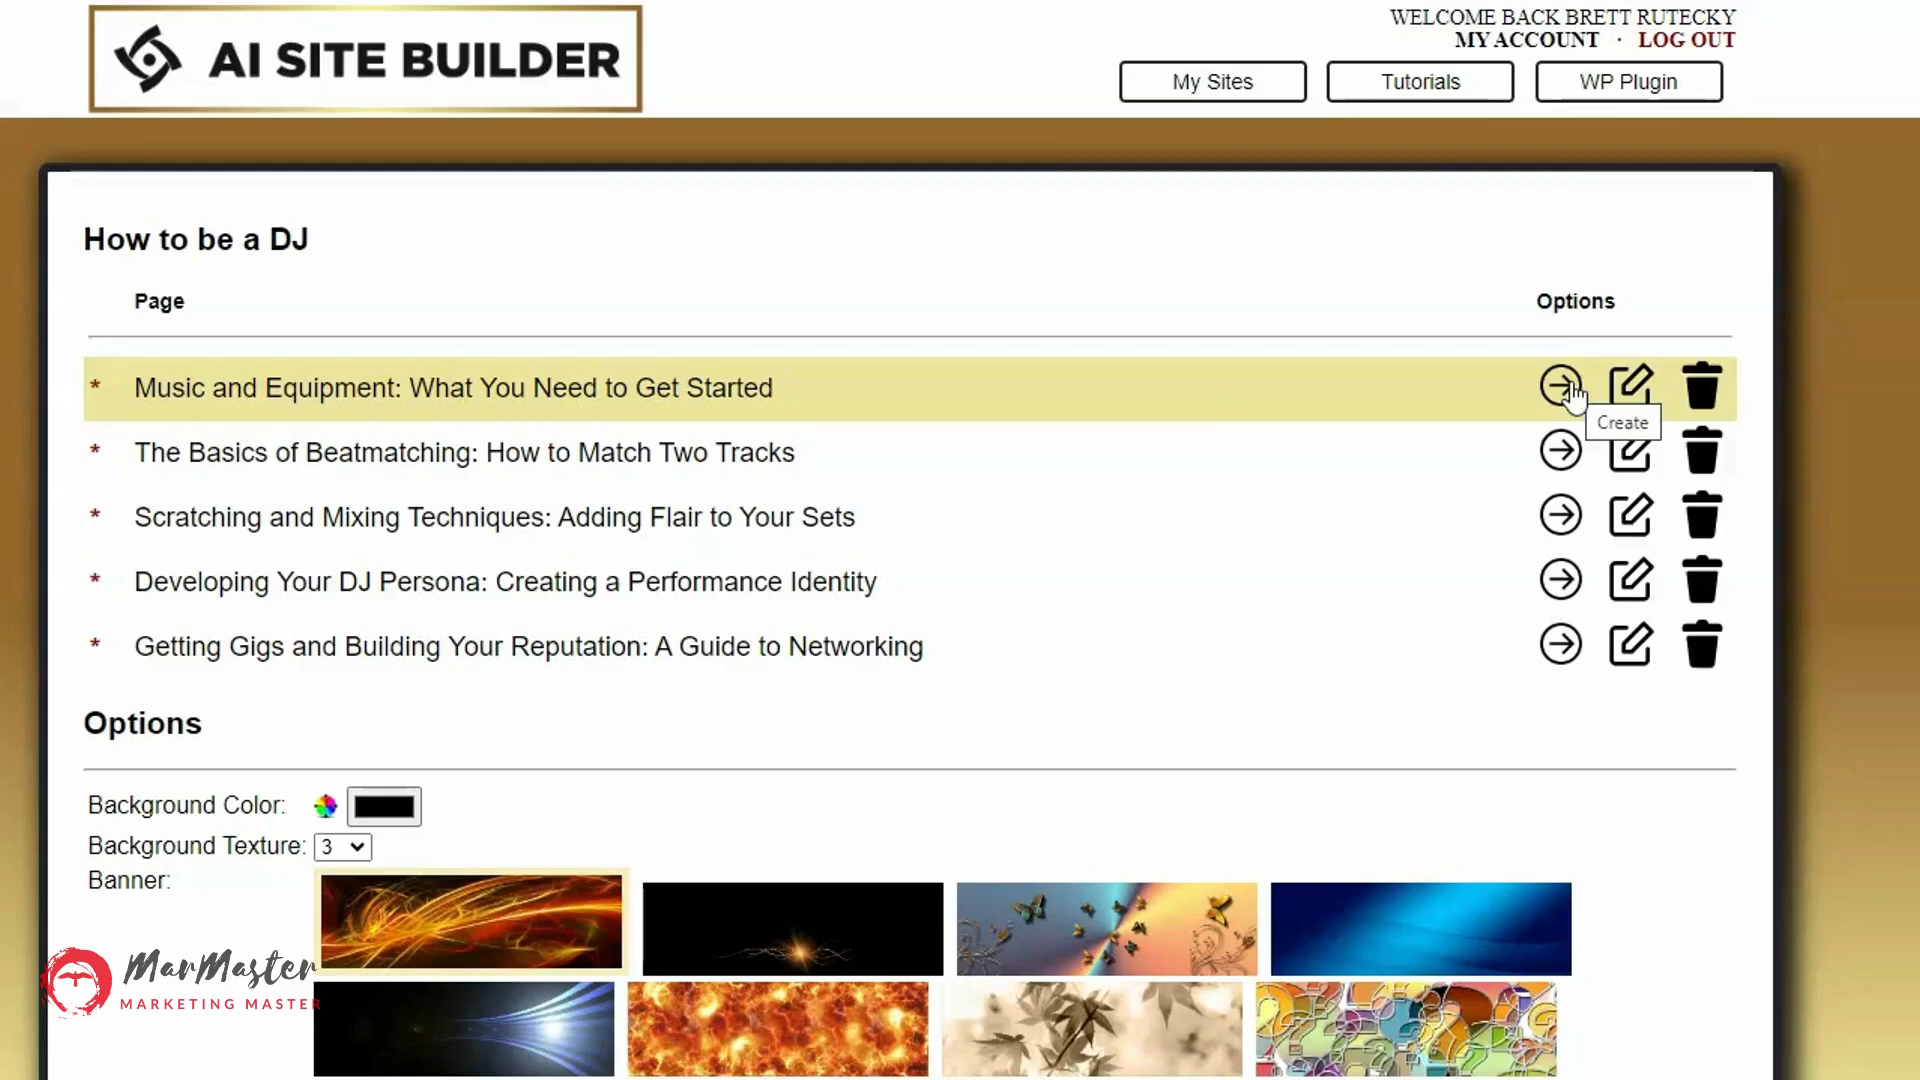 AI SITE BUILDER
WELCOME BACK BRETT RUTECKY
MY ACCOUNT · LOG OUT
My Sites
Tutorials
WP Plugin
How to be a DJ
Page
Options
* Music and Equipment: What You Need to Get Started
Create
* The Basics of Beatmatching: How to Match Two Tracks
* Scratching and Mixing Techniques: Adding Flair to Your Sets
* Developing Your DJ Persona: Creating a Performance Identity
* Getting Gigs and Building Your Reputation: A Guide to Networking
Options
Background Color:
Background Texture: 3
Banner:
MarMaster
MARKETING MASTER